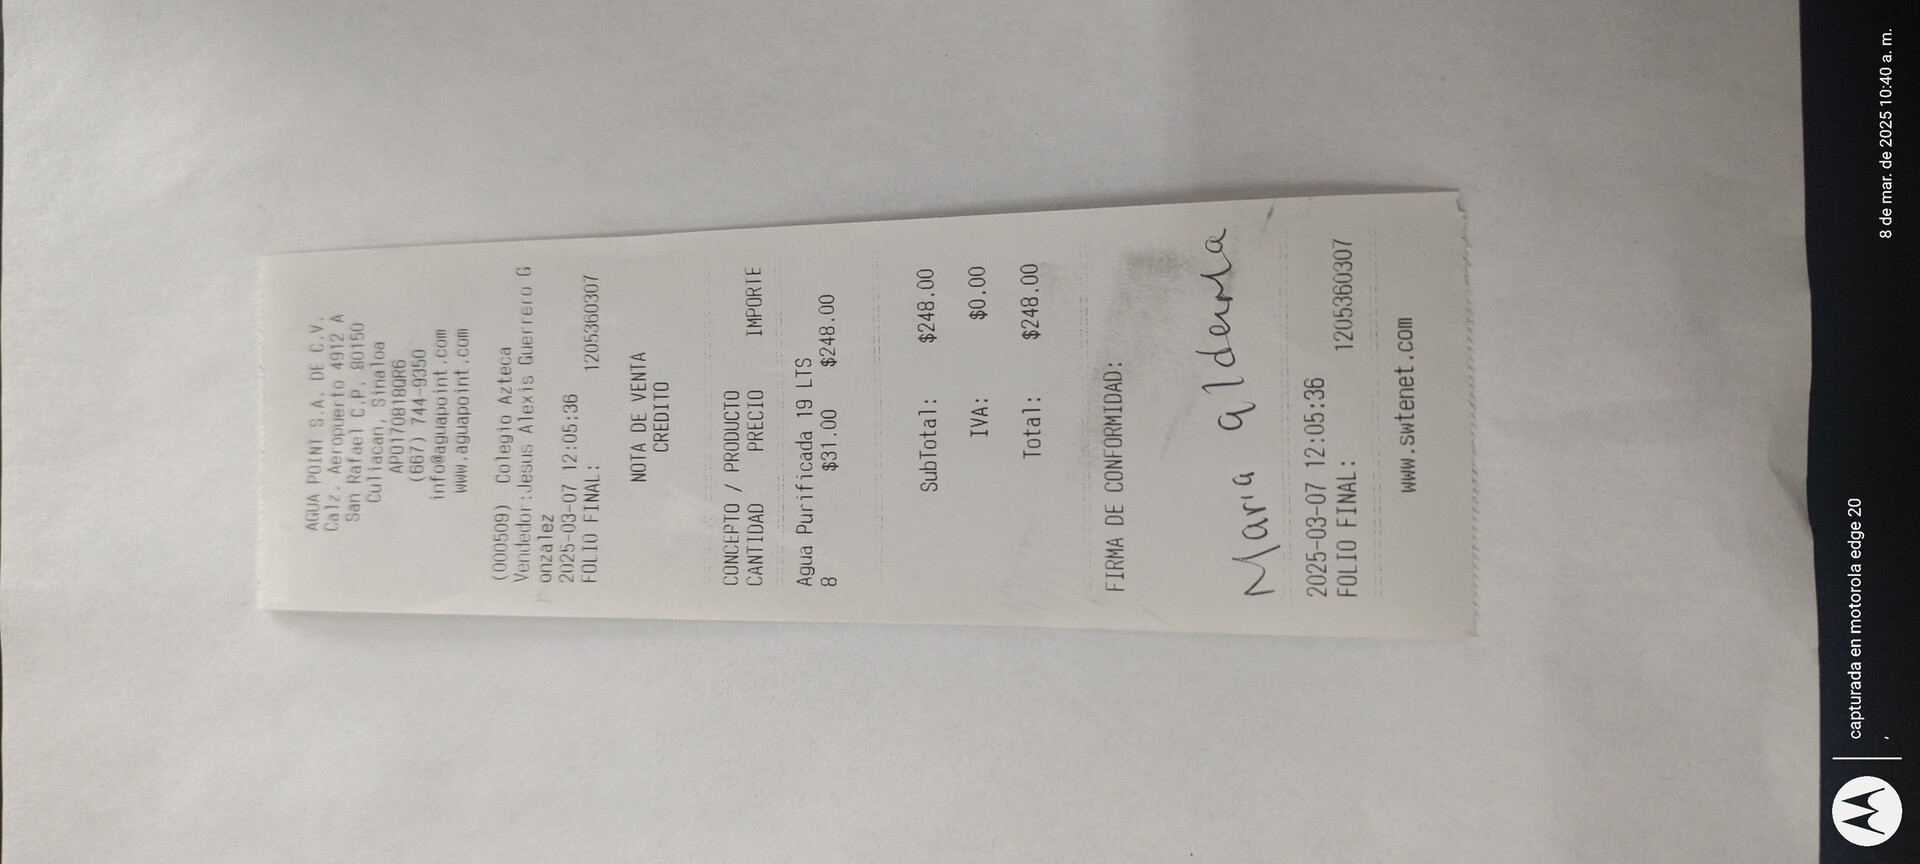 AGUA POINT S.A. DE C.V.
Calz. Aeropuerto 4912 A
San Rafael C.P. 80150
Culiacan, Sinaloa
APO170818QR6
(667) 744-9350
info@aguapoint.com
www.aguapoint.com
(000509) Colegio Azteca
Vendedor:Jesus Alexis Guerrero G
onzalez
2025-03-07 12:05:36
FOLIO FINAL: 1205360307
NOTA DE VENTA
CREDITO
CONCEPTO / PRODUCTO
CANTIDAD PRECIO IMPORTE
Agua Purificada 19 LTS
8 $31.00 $248.00
SubTotal: $248.00
IVA: $0.00
Total: $248.00
FIRMA DE CONFORMIDAD:
Maria
2025-03-07 12:05:36
FOLIO FINAL: 1205360307
www.swtenet.com
capturada en motorola edge 20
,
8 de mar. de 2025 10:40 a. m.